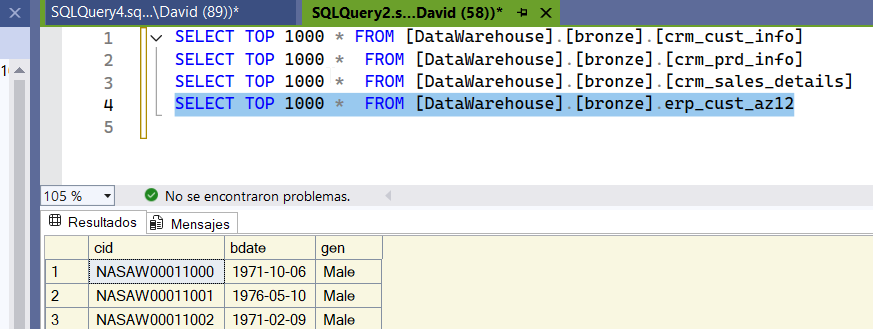 SQLQuery4.sq...\David (89))* SQLQuery2.s...David (58))*
1 SELECT TOP 1000 * FROM [DataWarehouse].[bronze].[crm_cust_info]
2 SELECT TOP 1000 * FROM [DataWarehouse].[bronze].[crm_prd_info]
3 SELECT TOP 1000 * FROM [DataWarehouse].[bronze].[crm_sales_details]
4 SELECT TOP 1000 * FROM [DataWarehouse].[bronze].erp_cust_az12
5
105 % No se encontraron problemas.
Resultados Mensajes
cid bdate gen
1 NASAW00011000 1971-10-06 Male
2 NASAW00011001 1976-05-10 Male
3 NASAW00011002 1971-02-09 Male